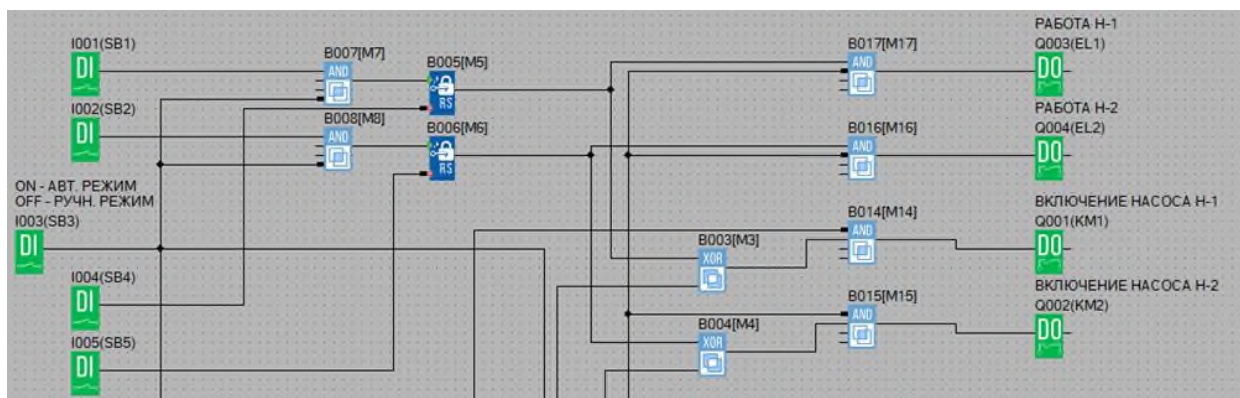 РАБОТА Н-1
I001(SB1)
B007[M7]
B017[M17]
Q003(EL1)
DI
AND
B005[M5]
AND
DO
RS
I002(SB2)
B008[M8]
РАБОТА Н-2
DI
AND
B006[M6]
B016[M16]
Q004(EL2)
AND
DO
RS
ON - АВТ. РЕЖИМ
OFF - РУЧН. РЕЖИМ
I003(SB3)
ВКЛЮЧЕНИЕ НАСОСА Н-1
B014[M14]
Q001(KM1)
DI
B003[M3]
AND
DO
XOR
I004(SB4)
ВКЛЮЧЕНИЕ НАСОСА Н-2
DI
B015[M15]
Q002(KM2)
B004[M4]
AND
DO
XOR
I005(SB5)
DI